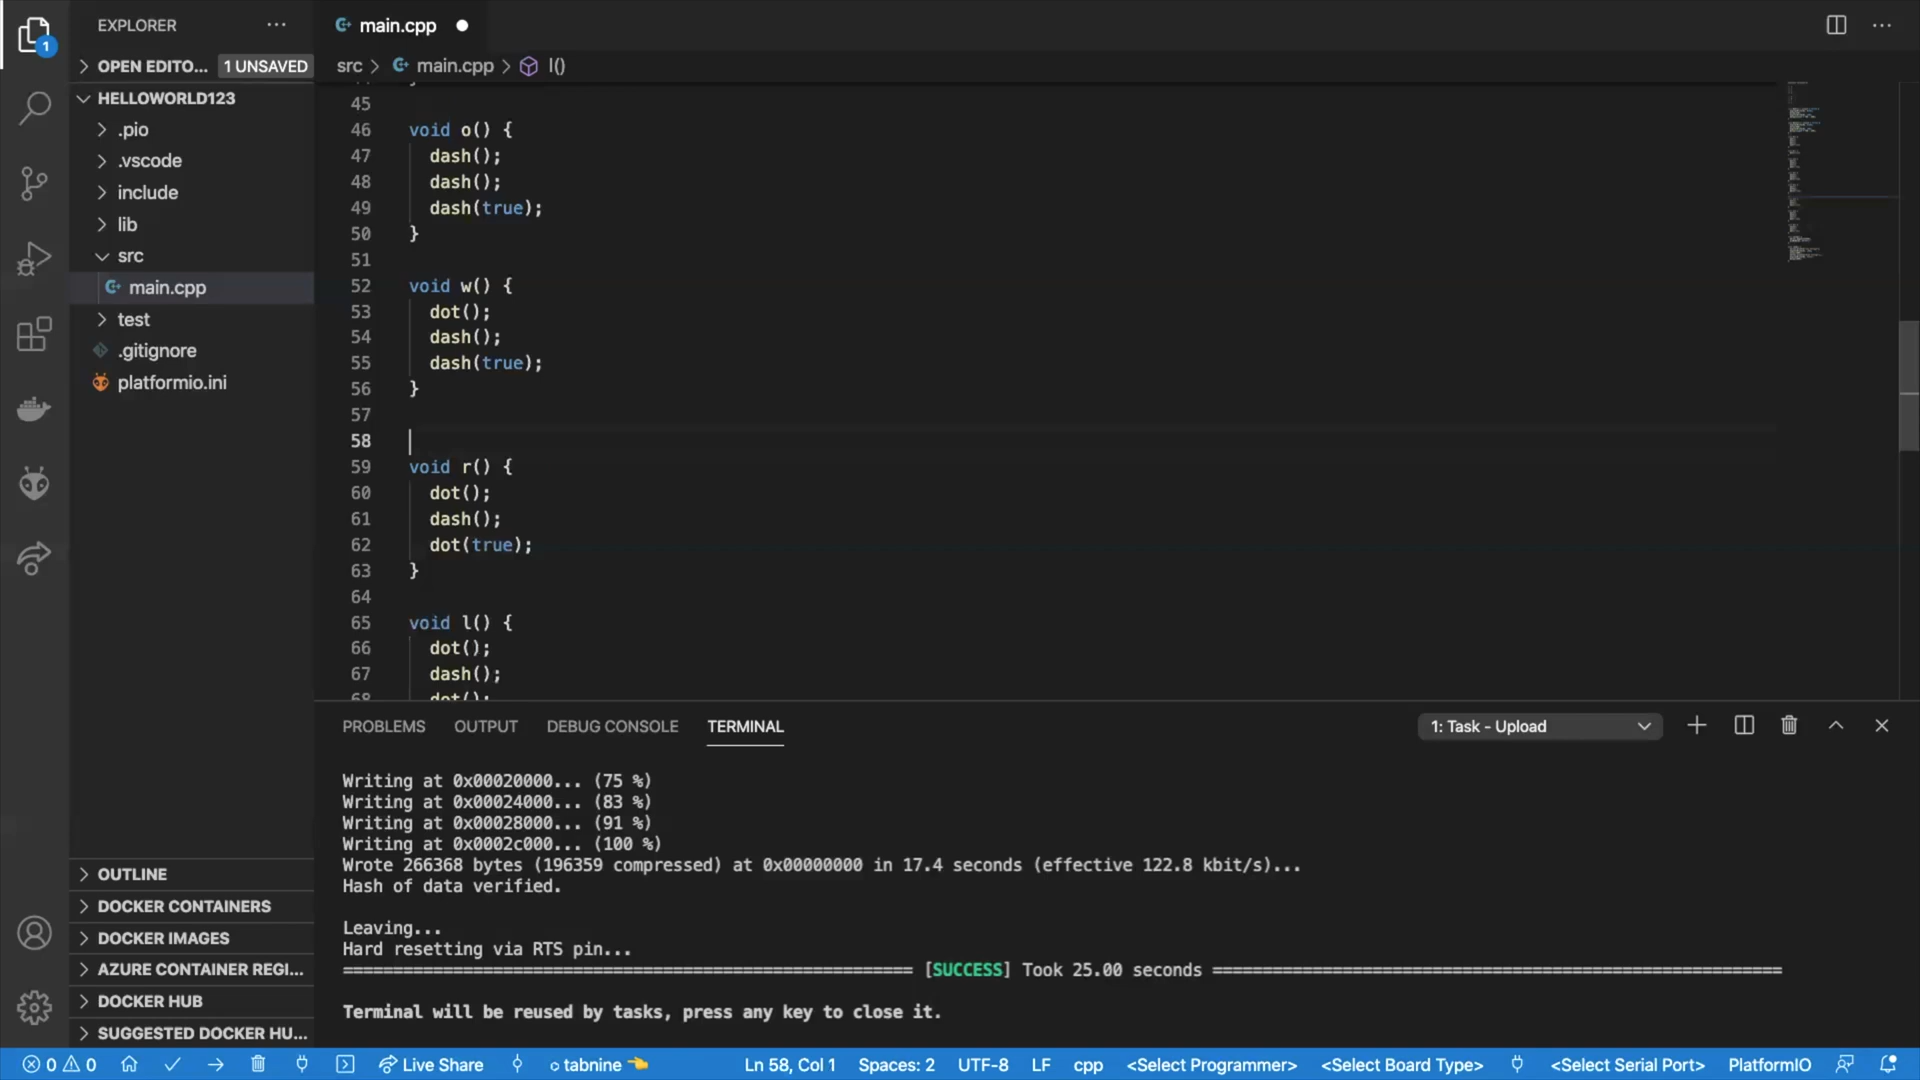 1
EXPLORER
···
main.cpp
···
OPEN EDITO... 1 UNSAVED
src > main.cpp > l()
HELLOWORLD123
.pio
.vscode
include
lib
src
main.cpp
test
.gitignore
platformio.ini
45
46 void o() {
47 dash();
48 dash();
49 dash(true);
50 }
51
52 void w() {
53 dot();
54 dash();
55 dash(true);
56 }
57
58
59 void r() {
60 dot();
61 dash();
62 dot(true);
63 }
64
65 void l() {
66 dot();
67 dash();
68 dot();
PROBLEMS OUTPUT DEBUG CONSOLE TERMINAL 1: Task - Upload
Writing at 0x00020000... (75 %)
Writing at 0x00024000... (83 %)
Writing at 0x00028000... (91 %)
Writing at 0x0002c000... (100 %)
Wrote 266368 bytes (196359 compressed) at 0x00000000 in 17.4 seconds (effective 122.8 kbit/s)...
Hash of data verified.
Leaving...
Hard resetting via RTS pin...
[SUCCESS] Took 25.00 seconds
Terminal will be reused by tasks, press any key to close it.
OUTLINE
DOCKER CONTAINERS
DOCKER IMAGES
AZURE CONTAINER REGI...
DOCKER HUB
SUGGESTED DOCKER HU...
0 0 Live Share tabnine Ln 58, Col 1 Spaces: 2 UTF-8 LF cpp <Select Programmer> <Select Board Type> <Select Serial Port> PlatformIO